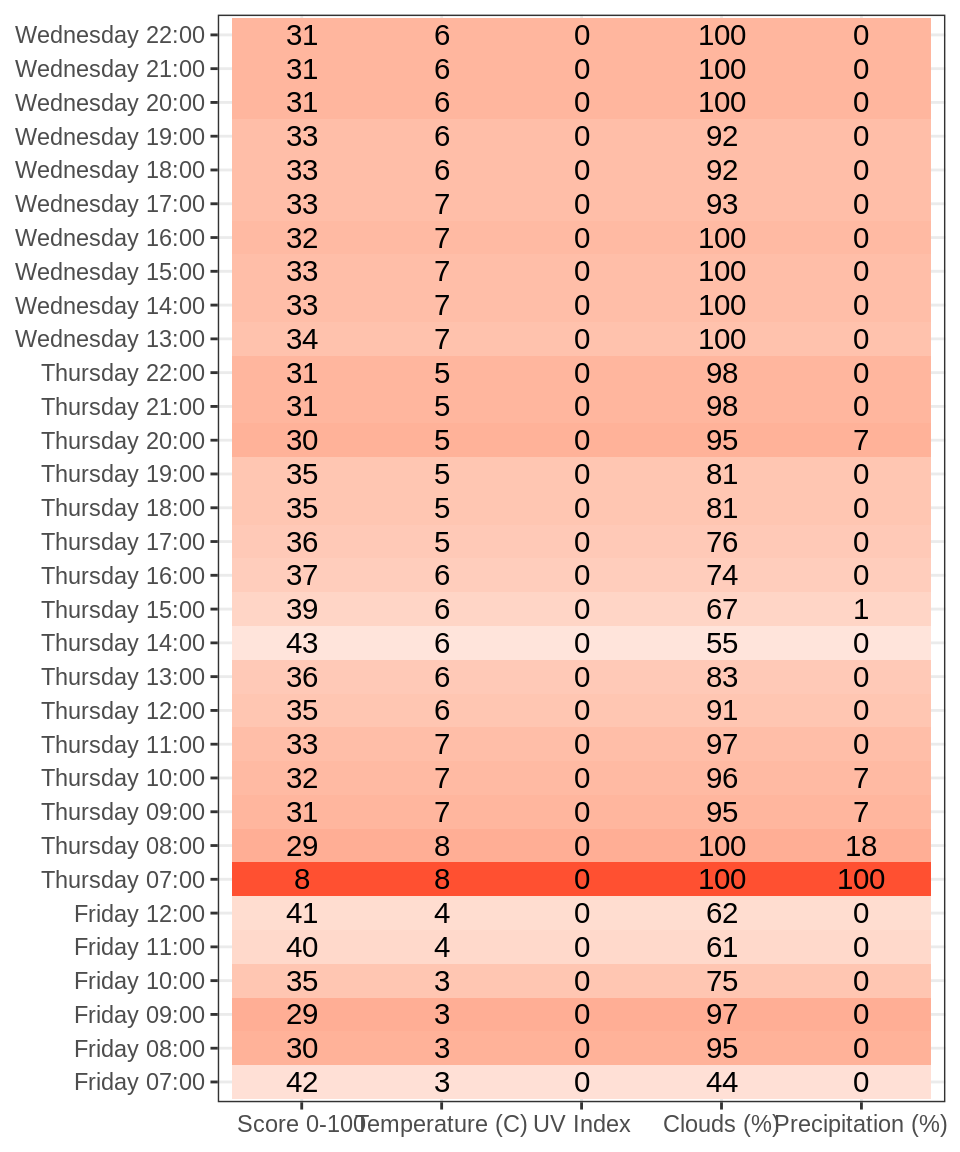 Wednesday 22:00 31 6 0 100 0
Wednesday 21:00 31 6 0 100 0
Wednesday 20:00 31 6 0 100 0
Wednesday 19:00 33 6 0 92 0
Wednesday 18:00 33 6 0 92 0
Wednesday 17:00 33 7 0 93 0
Wednesday 16:00 32 7 0 100 0
Wednesday 15:00 33 7 0 100 0
Wednesday 14:00 33 7 0 100 0
Wednesday 13:00 34 7 0 100 0
Thursday 22:00 31 5 0 98 0
Thursday 21:00 31 5 0 98 0
Thursday 20:00 30 5 0 95 7
Thursday 19:00 35 5 0 81 0
Thursday 18:00 35 5 0 81 0
Thursday 17:00 36 5 0 76 0
Thursday 16:00 37 6 0 74 0
Thursday 15:00 39 6 0 67 1
Thursday 14:00 43 6 0 55 0
Thursday 13:00 36 6 0 83 0
Thursday 12:00 35 6 0 91 0
Thursday 11:00 33 7 0 97 0
Thursday 10:00 32 7 0 96 7
Thursday 09:00 31 7 0 95 7
Thursday 08:00 29 8 0 100 18
Thursday 07:00 8 8 0 100 100
Friday 12:00 41 4 0 62 0
Friday 11:00 40 4 0 61 0
Friday 10:00 35 3 0 75 0
Friday 09:00 29 3 0 97 0
Friday 08:00 30 3 0 95 0
Friday 07:00 42 3 0 44 0
Score 0-100 Temperature (C) UV Index Clouds (%) Precipitation (%)